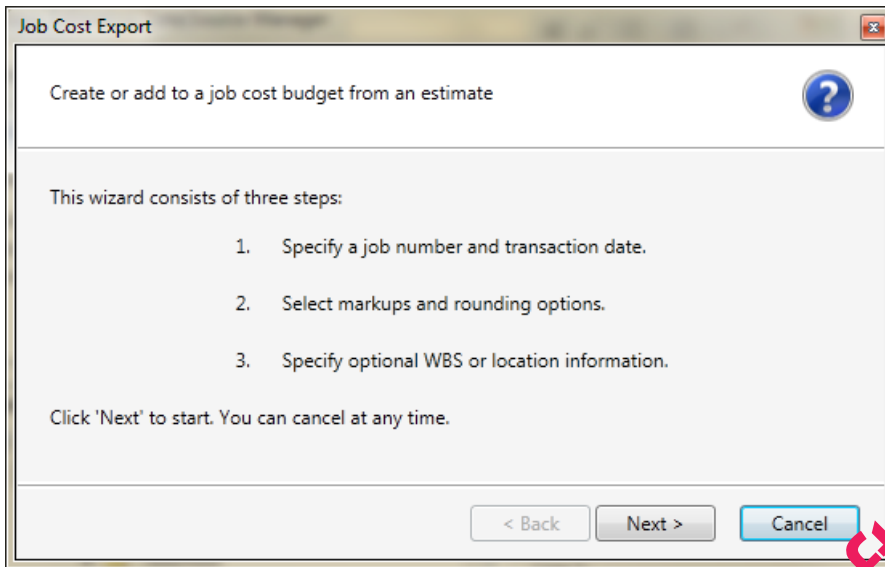 Job Cost Export
Create or add to a job cost budget from an estimate
This wizard consists of three steps:
1. Specify a job number and transaction date.
2. Select markups and rounding options.
3. Specify optional WBS or location information.
Click 'Next' to start. You can cancel at any time.
< Back Next > Cancel